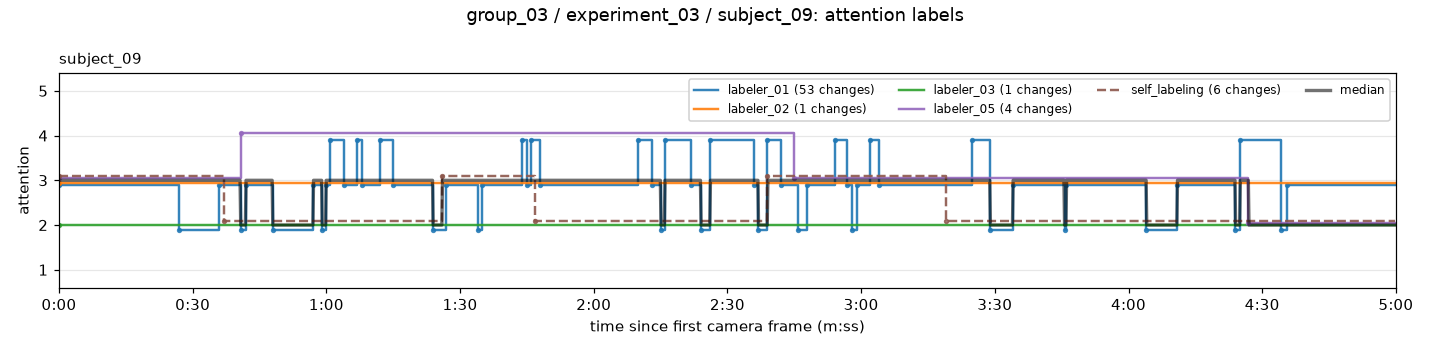 group_03 / experiment_03 / subject_09: attention labels
subject_09
labeler_01 (53 changes)
labeler_02 (1 changes)
labeler_03 (1 changes)
labeler_05 (4 changes)
self_labeling (6 changes)
median
attention
5
4
3
2
1
0:00 0:30 1:00 1:30 2:00 2:30 3:00 3:30 4:00 4:30 5:00
time since first camera frame (m:ss)